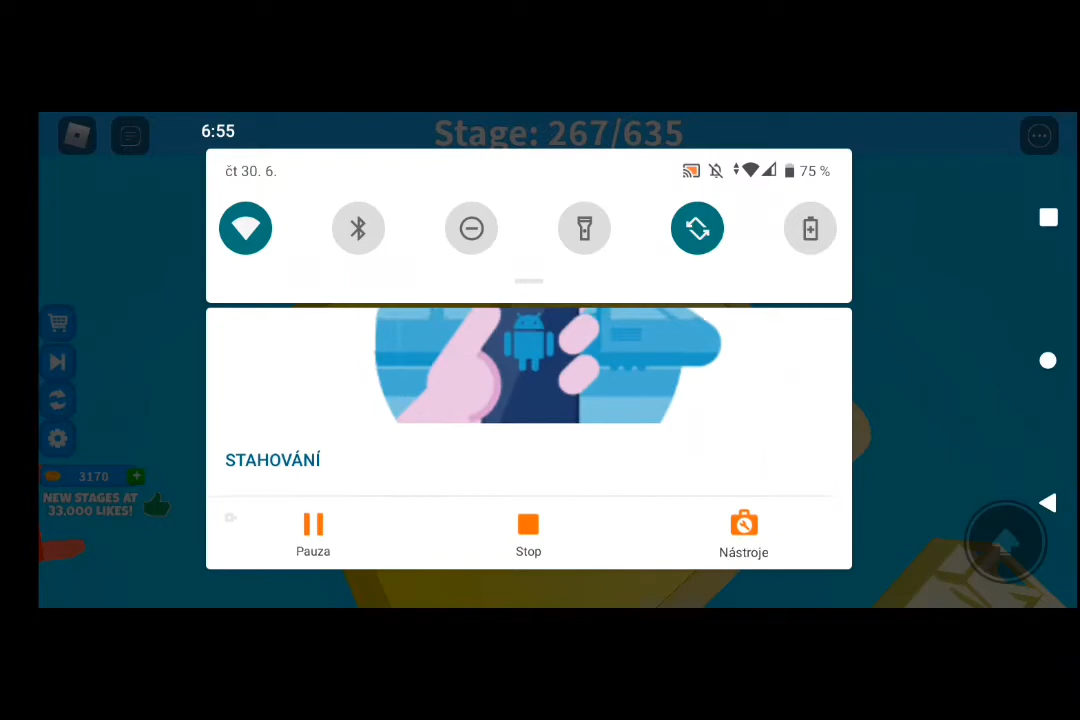 Stage: 267/635
6:55
čt 30. 6.
75 %
STAHOVÁNÍ
3170
NEW STAGES AT
33,000 LIKES!
Pauza
Stop
Nástroje